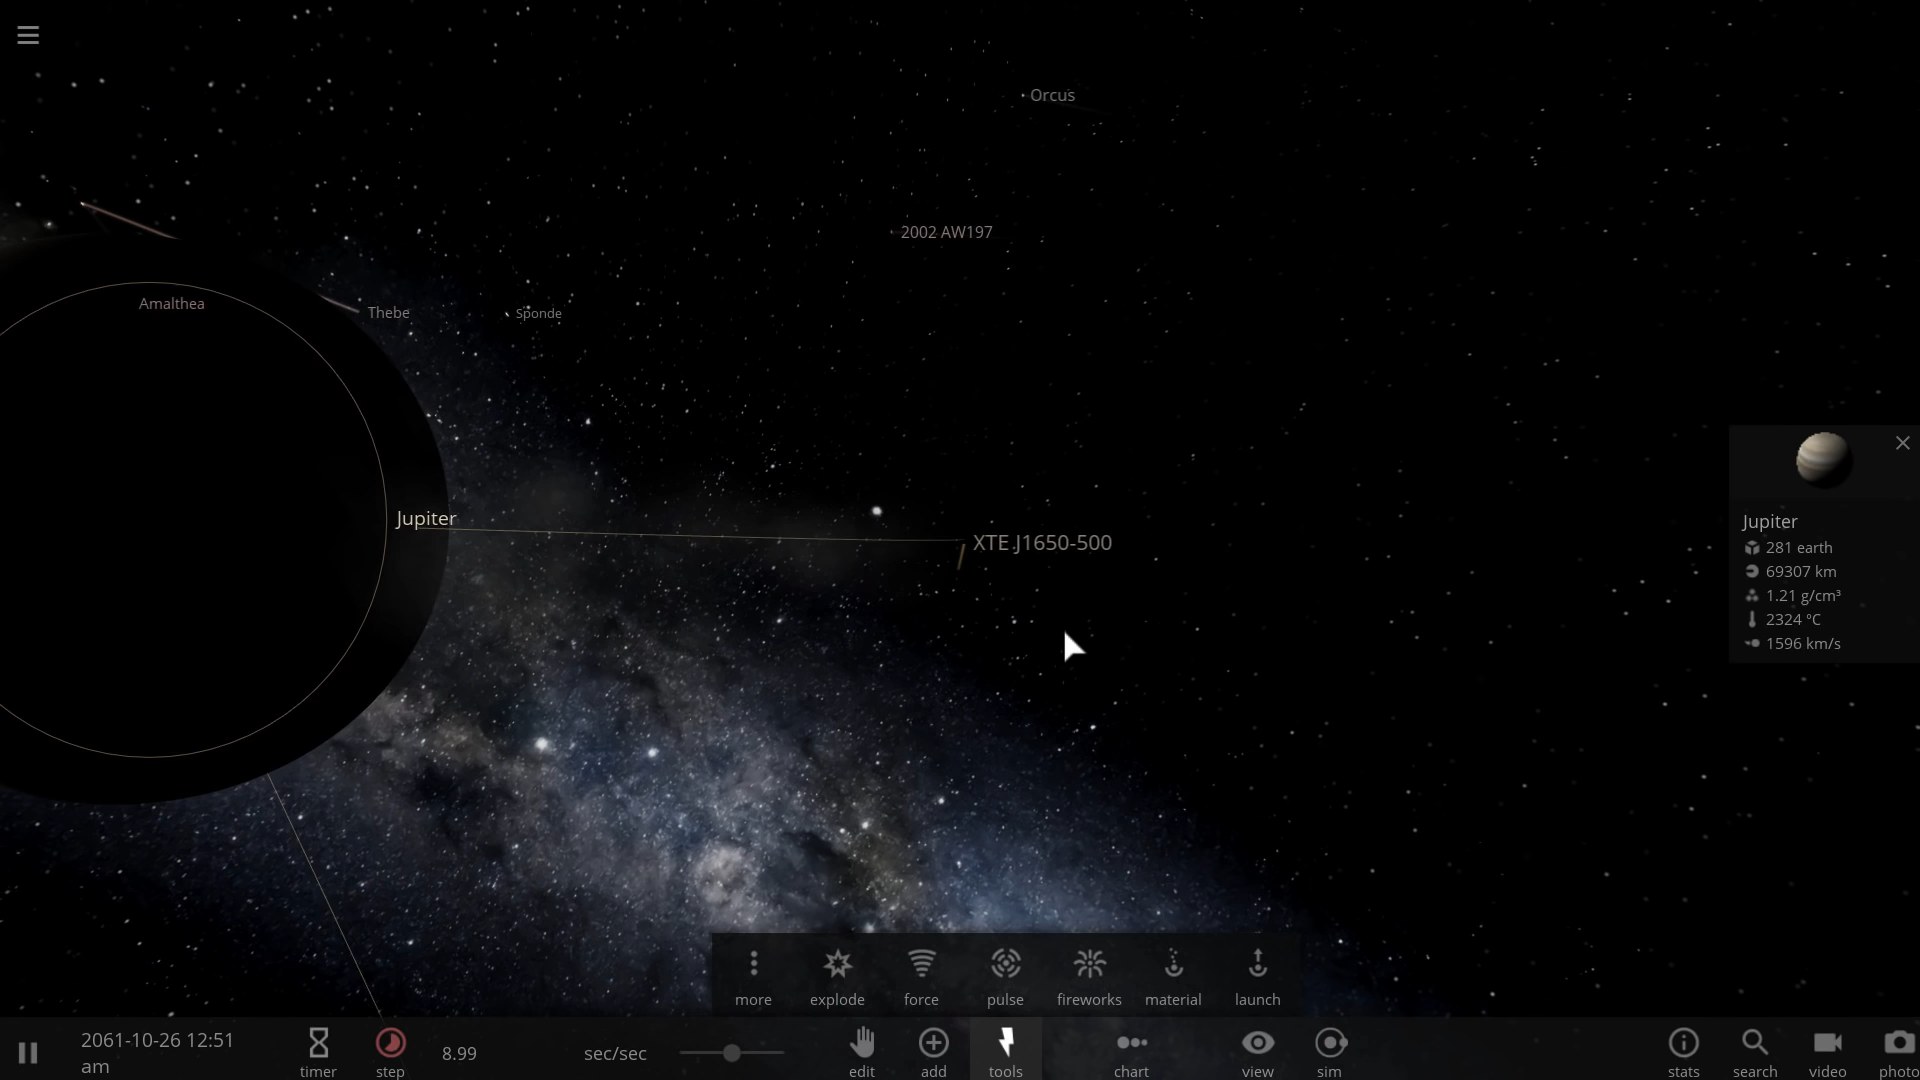 Orcus
2002 AW197
Amalthea
Thebe
Sponde
Jupiter
XTE J1650-500
Jupiter
281 earth
69307 km
1.21 g/cm³
2324 °C
1596 km/s
more
explode
force
pulse
fireworks
material
launch
2061-10-26 12:51
am
timer
step
8.99
sec/sec
edit
add
tools
chart
view
sim
stats
search
video
photo